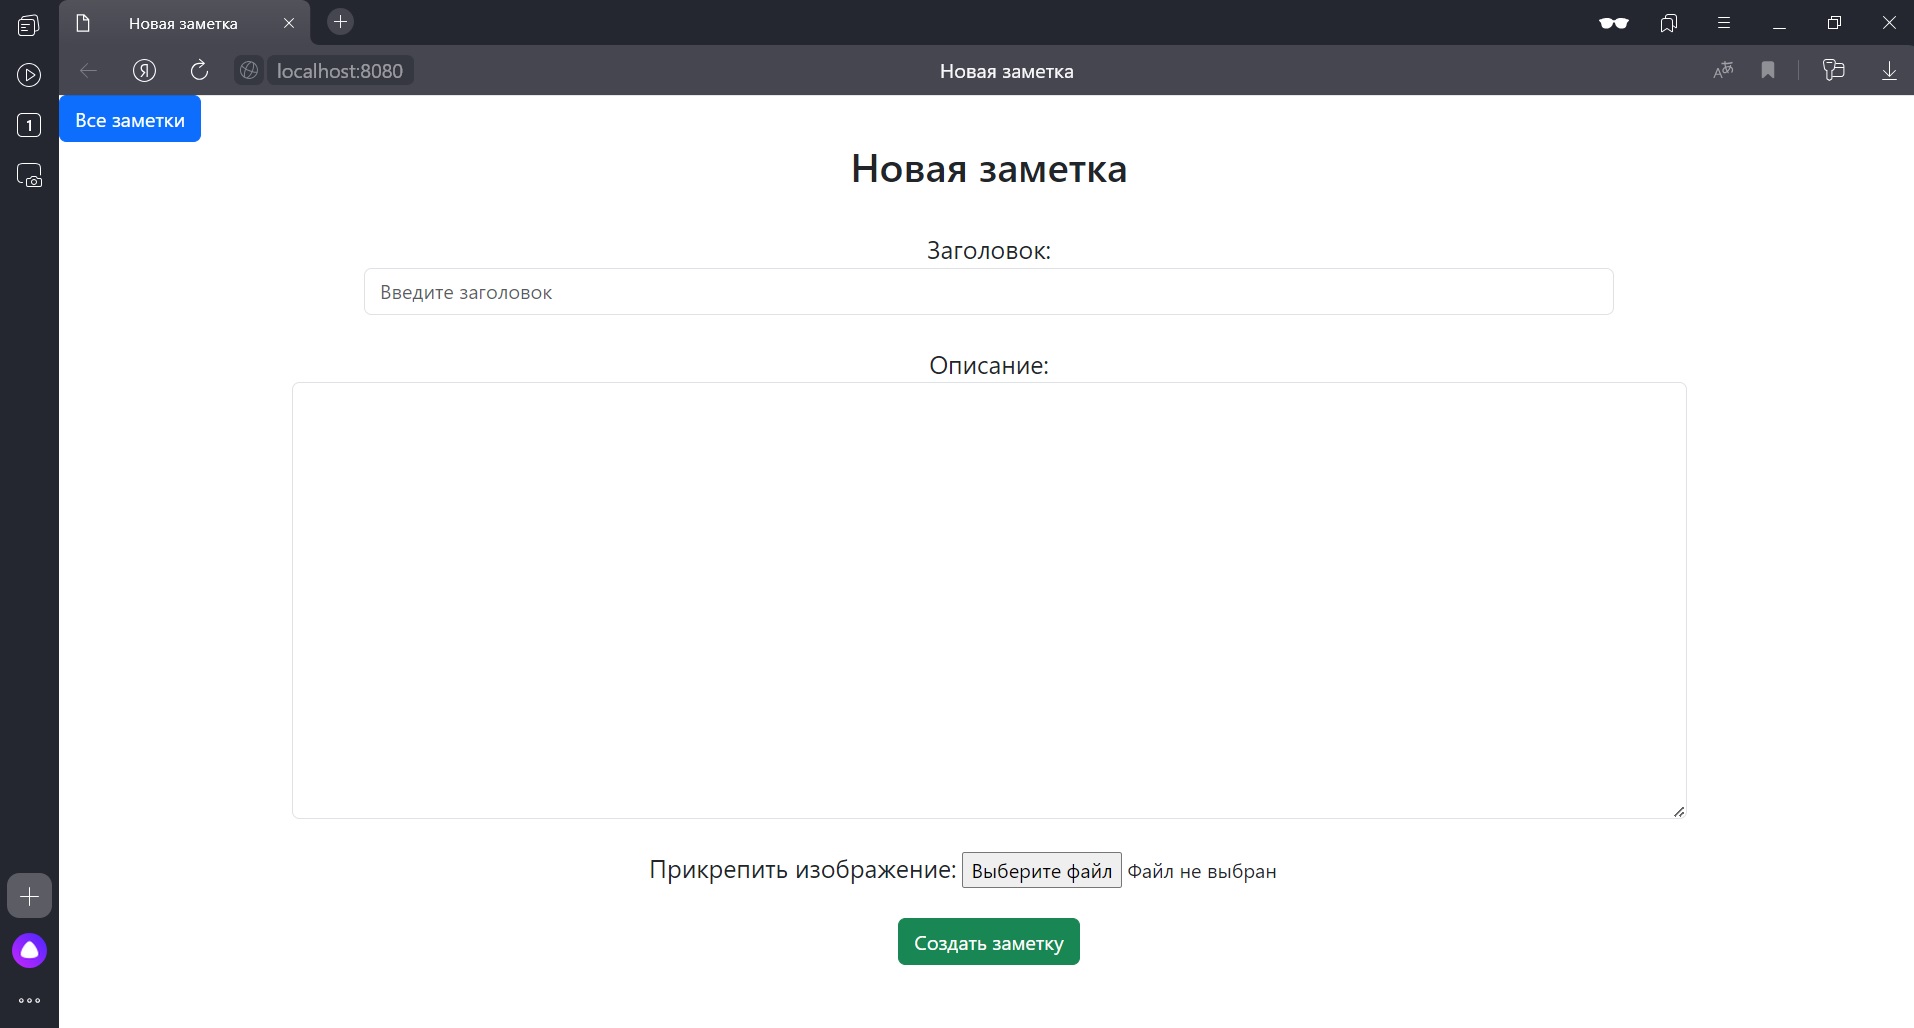 Новая заметка
localhost:8080
Новая заметка
1
Все заметки
Новая заметка
Заголовок:
Введите заголовок
Описание:
Прикрепить изображение: Выберите файл Файл не выбран
Создать заметку